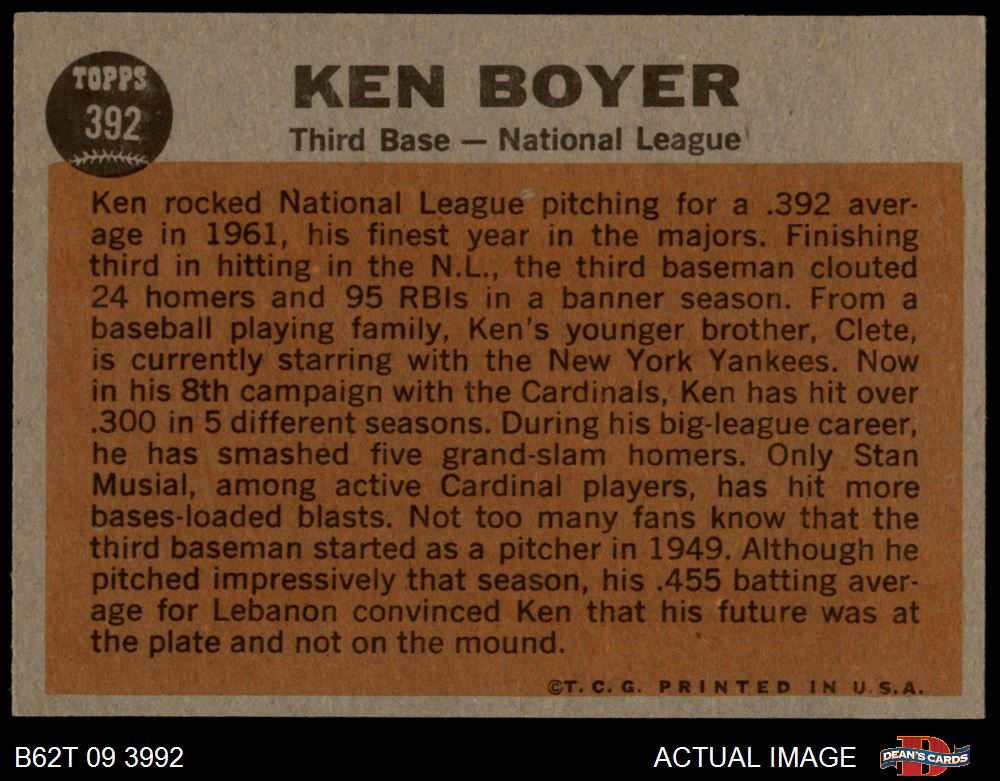 TOPPS
392
KEN BOYER
Third Base — National League
Ken rocked National League pitching for a .392 aver-
age in 1961, his finest year in the majors. Finishing
third in hitting in the N.L., the third baseman clouted
24 homers and 95 RBIs in a banner season. From a
baseball playing family, Ken's younger brother, Clete,
is currently starring with the New York Yankees. Now
in his 8th campaign with the Cardinals, Ken has hit over
.300 in 5 different seasons. During his big-league career,
he has smashed five grand-slam homers. Only Stan
Musial, among active Cardinal players, has hit more
bases-loaded blasts. Not too many fans know that the
third baseman started as a pitcher in 1949. Although he
pitched impressively that season, his .455 batting aver-
age for Lebanon convinced Ken that his future was at
the plate and not on the mound.
©T. C. G. PRINTED IN U.S.A.
B62T 09 3992
ACTUAL IMAGE
D
DEAN'S CARDS